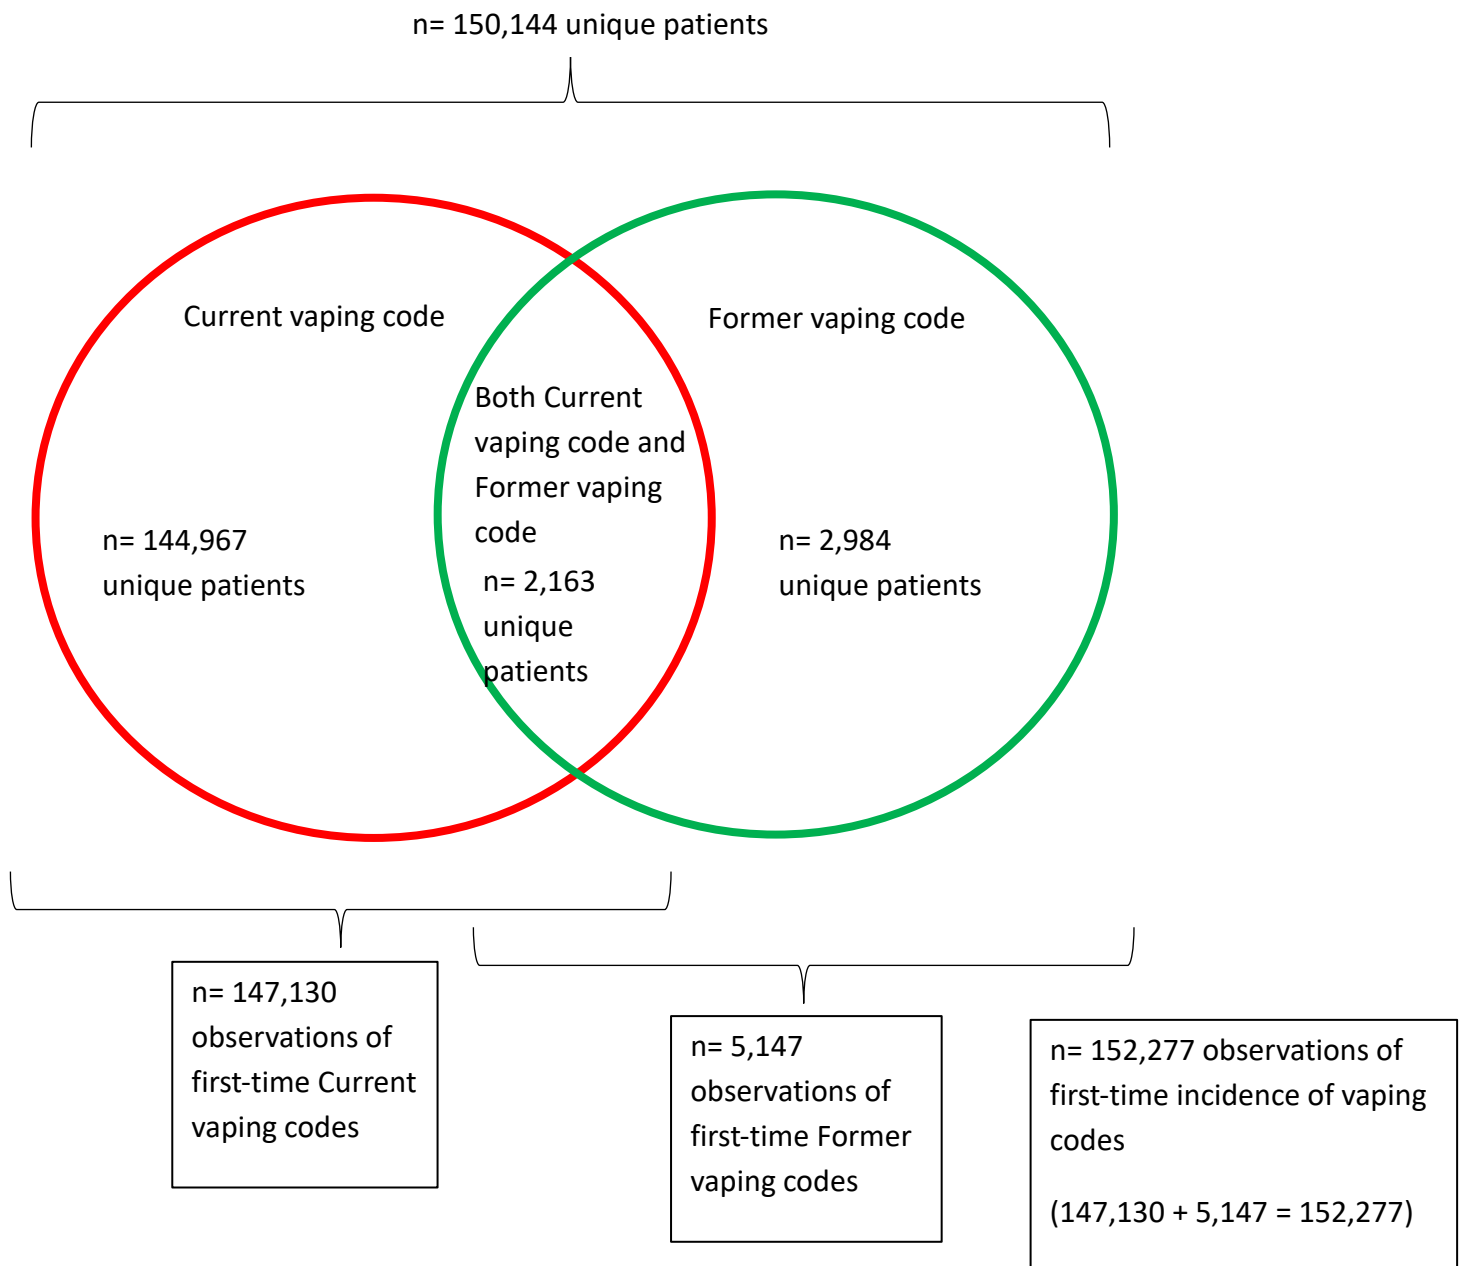 n= 150,144 unique patients
Current vaping code
Former vaping code
Both Current
vaping code and
Former vaping
code
n= 144,967
unique patients
n= 2,163
unique
patients
n= 2,984
unique patients
n= 147,130
observations of
first-time Current
vaping codes
n= 5,147
observations of
first-time Former
vaping codes
n= 152,277 observations of
first-time incidence of vaping
codes
(147,130 + 5,147 = 152,277)